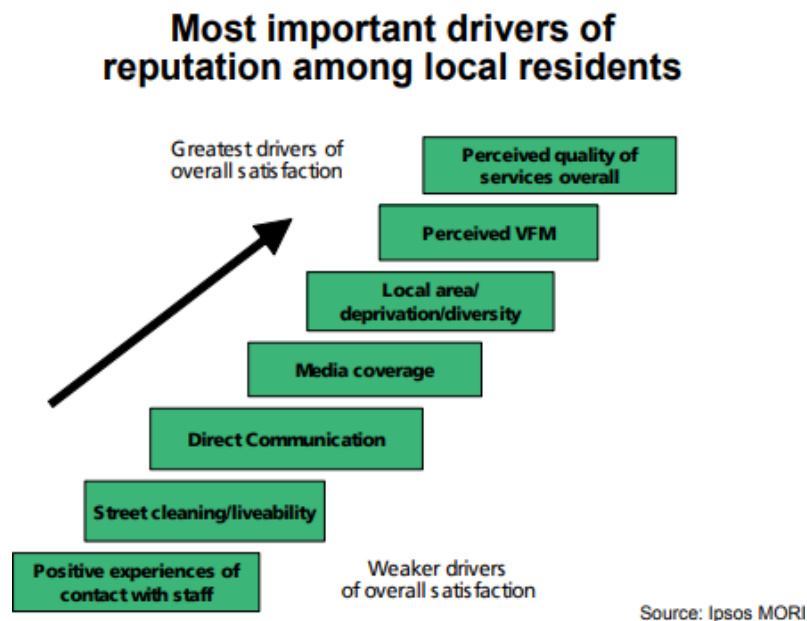 Most important drivers of
reputation among local residents
Greatest drivers of
overall satisfaction
Perceived quality of
services overall
Perceived VFM
Local area/
deprivation/diversity
Media coverage
Direct Communication
Street cleaning/liveability
Positive experiences of
contact with staff
Weaker drivers
of overall satisfaction
Source: Ipsos MORI